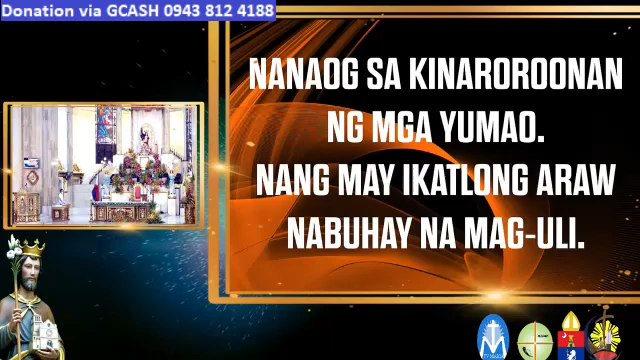 Donation via GCASH 0943 812 4188
NANAOG SA KINAROROONAN
NG MGA YUMAO.
NANG MAY IKATLONG ARAW
NABUHAY NA MAG-ULI.